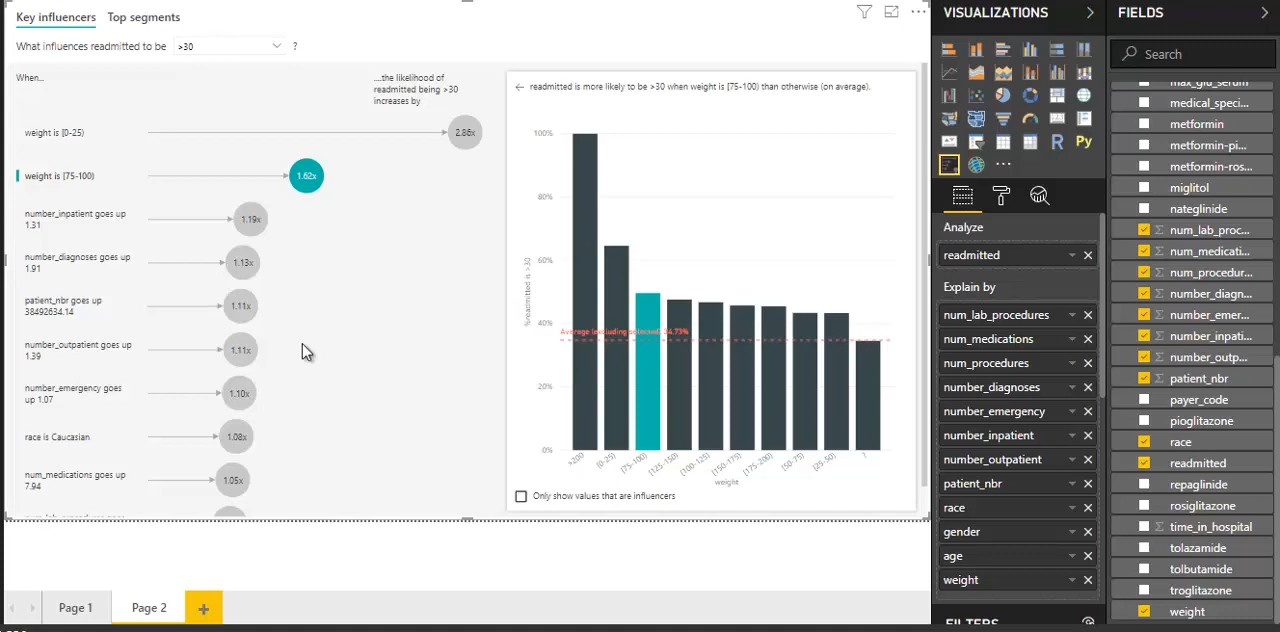 Key influencers Top segments
What influences readmitted to be >30 ?
When...
...the likelihood of
readmitted being >30
increases by
weight is [0-25)
2.86x
weight is [75-100)
1.62x
number_inpatient goes up
1.31
1.19x
number_diagnoses goes up
1.91
1.13x
patient_nbr goes up
38492634.14
1.11x
number_outpatient goes up
1.39
1.11x
number_emergency goes
up 1.07
1.10x
race is Caucasian
1.08x
num_medications goes up
7.94
1.05x
readmitted is more likely to be >30 when weight is [75-100) than otherwise (on average).
%readmitted is >30
100%
80%
60%
40%
20%
0%
Average (excluding selected): 34.73%
>200
[0-25)
[75-100)
[125-150)
[100-125)
[150-175)
[175-200)
[50-75)
[25-50)
?
weight
Only show values that are influencers
Page 1
Page 2
+
VISUALIZATIONS
R
Py
...
Analyze
readmitted
Explain by
num_lab_procedures
num_medications
num_procedures
number_diagnoses
number_emergency
number_inpatient
number_outpatient
patient_nbr
race
gender
age
weight
FILTERS
FIELDS
Search
max_glu_serum
medical_speci...
metformin
metformin-pi...
metformin-ros...
miglitol
nateglinide
num_lab_proc...
num_medicati...
num_procedur...
number_diagn...
number_emer...
number_inpati...
number_outp...
patient_nbr
payer_code
pioglitazone
race
readmitted
repaglinide
rosiglitazone
time_in_hospital
tolazamide
tolbutamide
troglitazone
weight